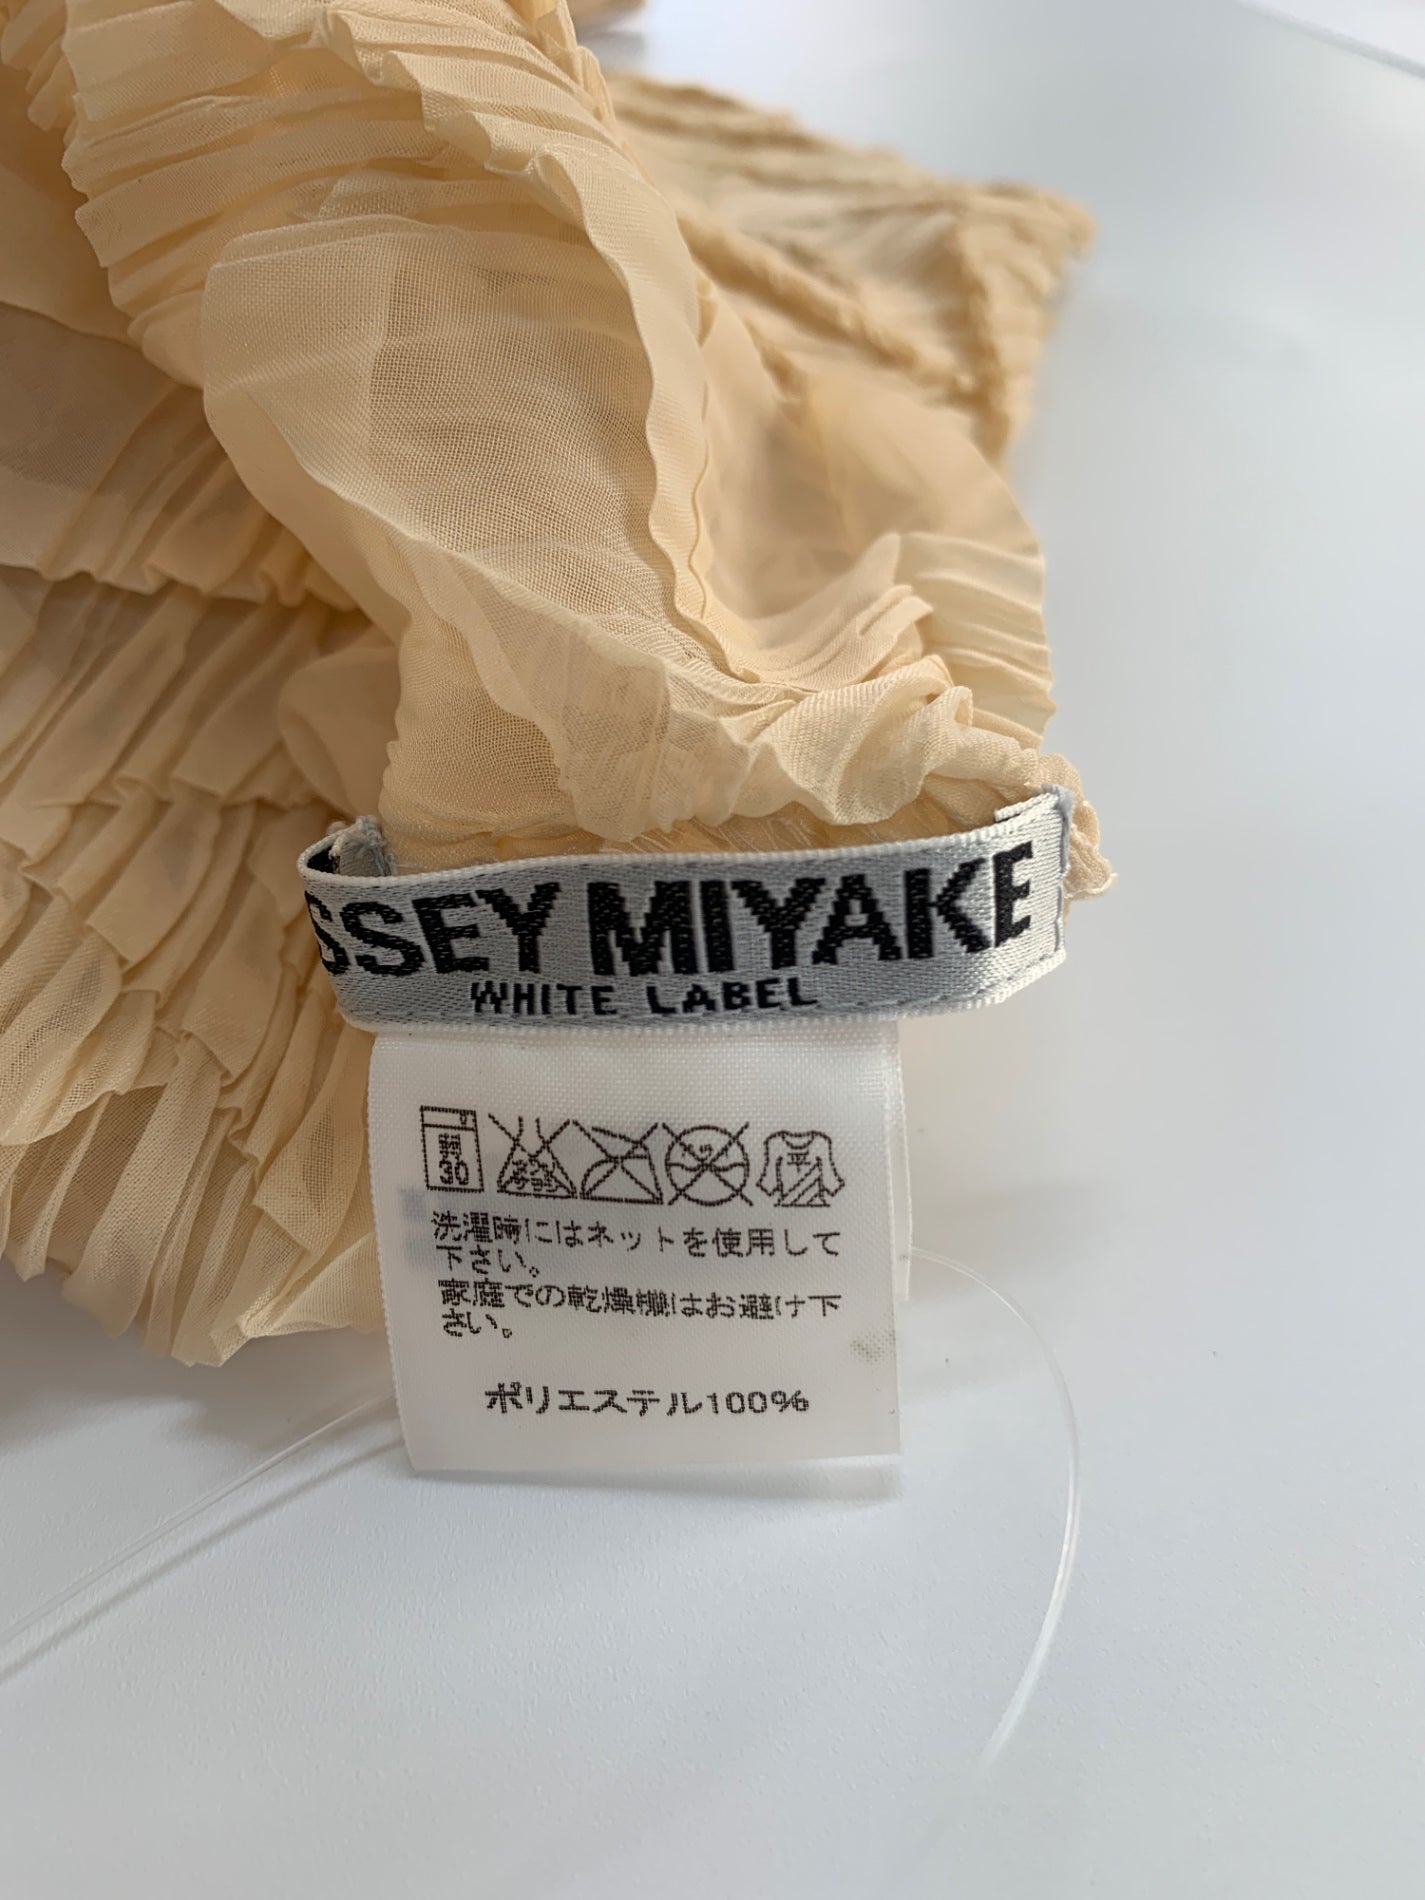 SSEY MIYAKE
WHITE LABEL
弱
30
平
洗濯時にはネットを使用して
下さい。
家庭での乾燥機はお避け下
さい。
ポリエステル100%